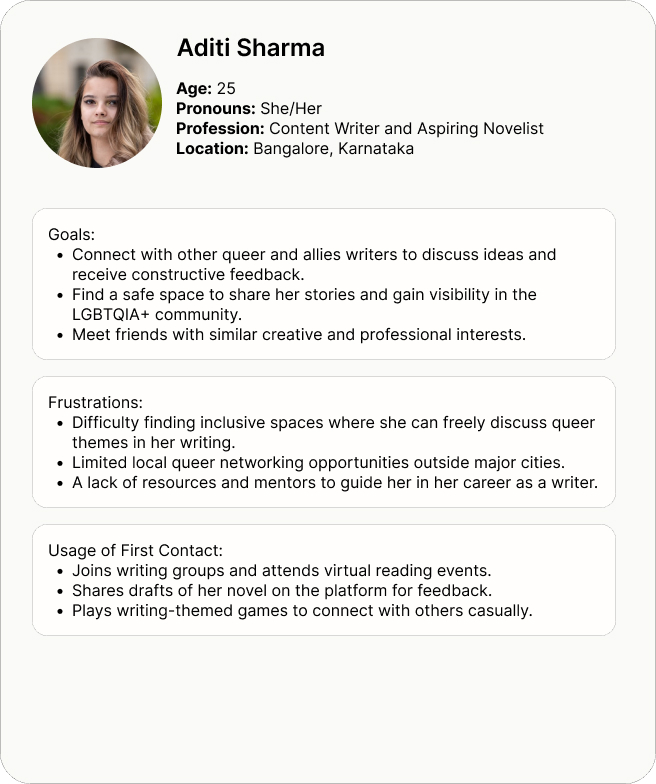 Aditi Sharma
Age: 25
Pronouns: She/Her
Profession: Content Writer and Aspiring Novelist
Location: Bangalore, Karnataka
Goals:
• Connect with other queer and allies writers to discuss ideas and
receive constructive feedback.
• Find a safe space to share her stories and gain visibility in the
LGBTQIA+ community.
• Meet friends with similar creative and professional interests.
Frustrations:
• Difficulty finding inclusive spaces where she can freely discuss queer
themes in her writing.
• Limited local queer networking opportunities outside major cities.
• A lack of resources and mentors to guide her in her career as a writer.
Usage of First Contact:
• Joins writing groups and attends virtual reading events.
• Shares drafts of her novel on the platform for feedback.
• Plays writing-themed games to connect with others casually.